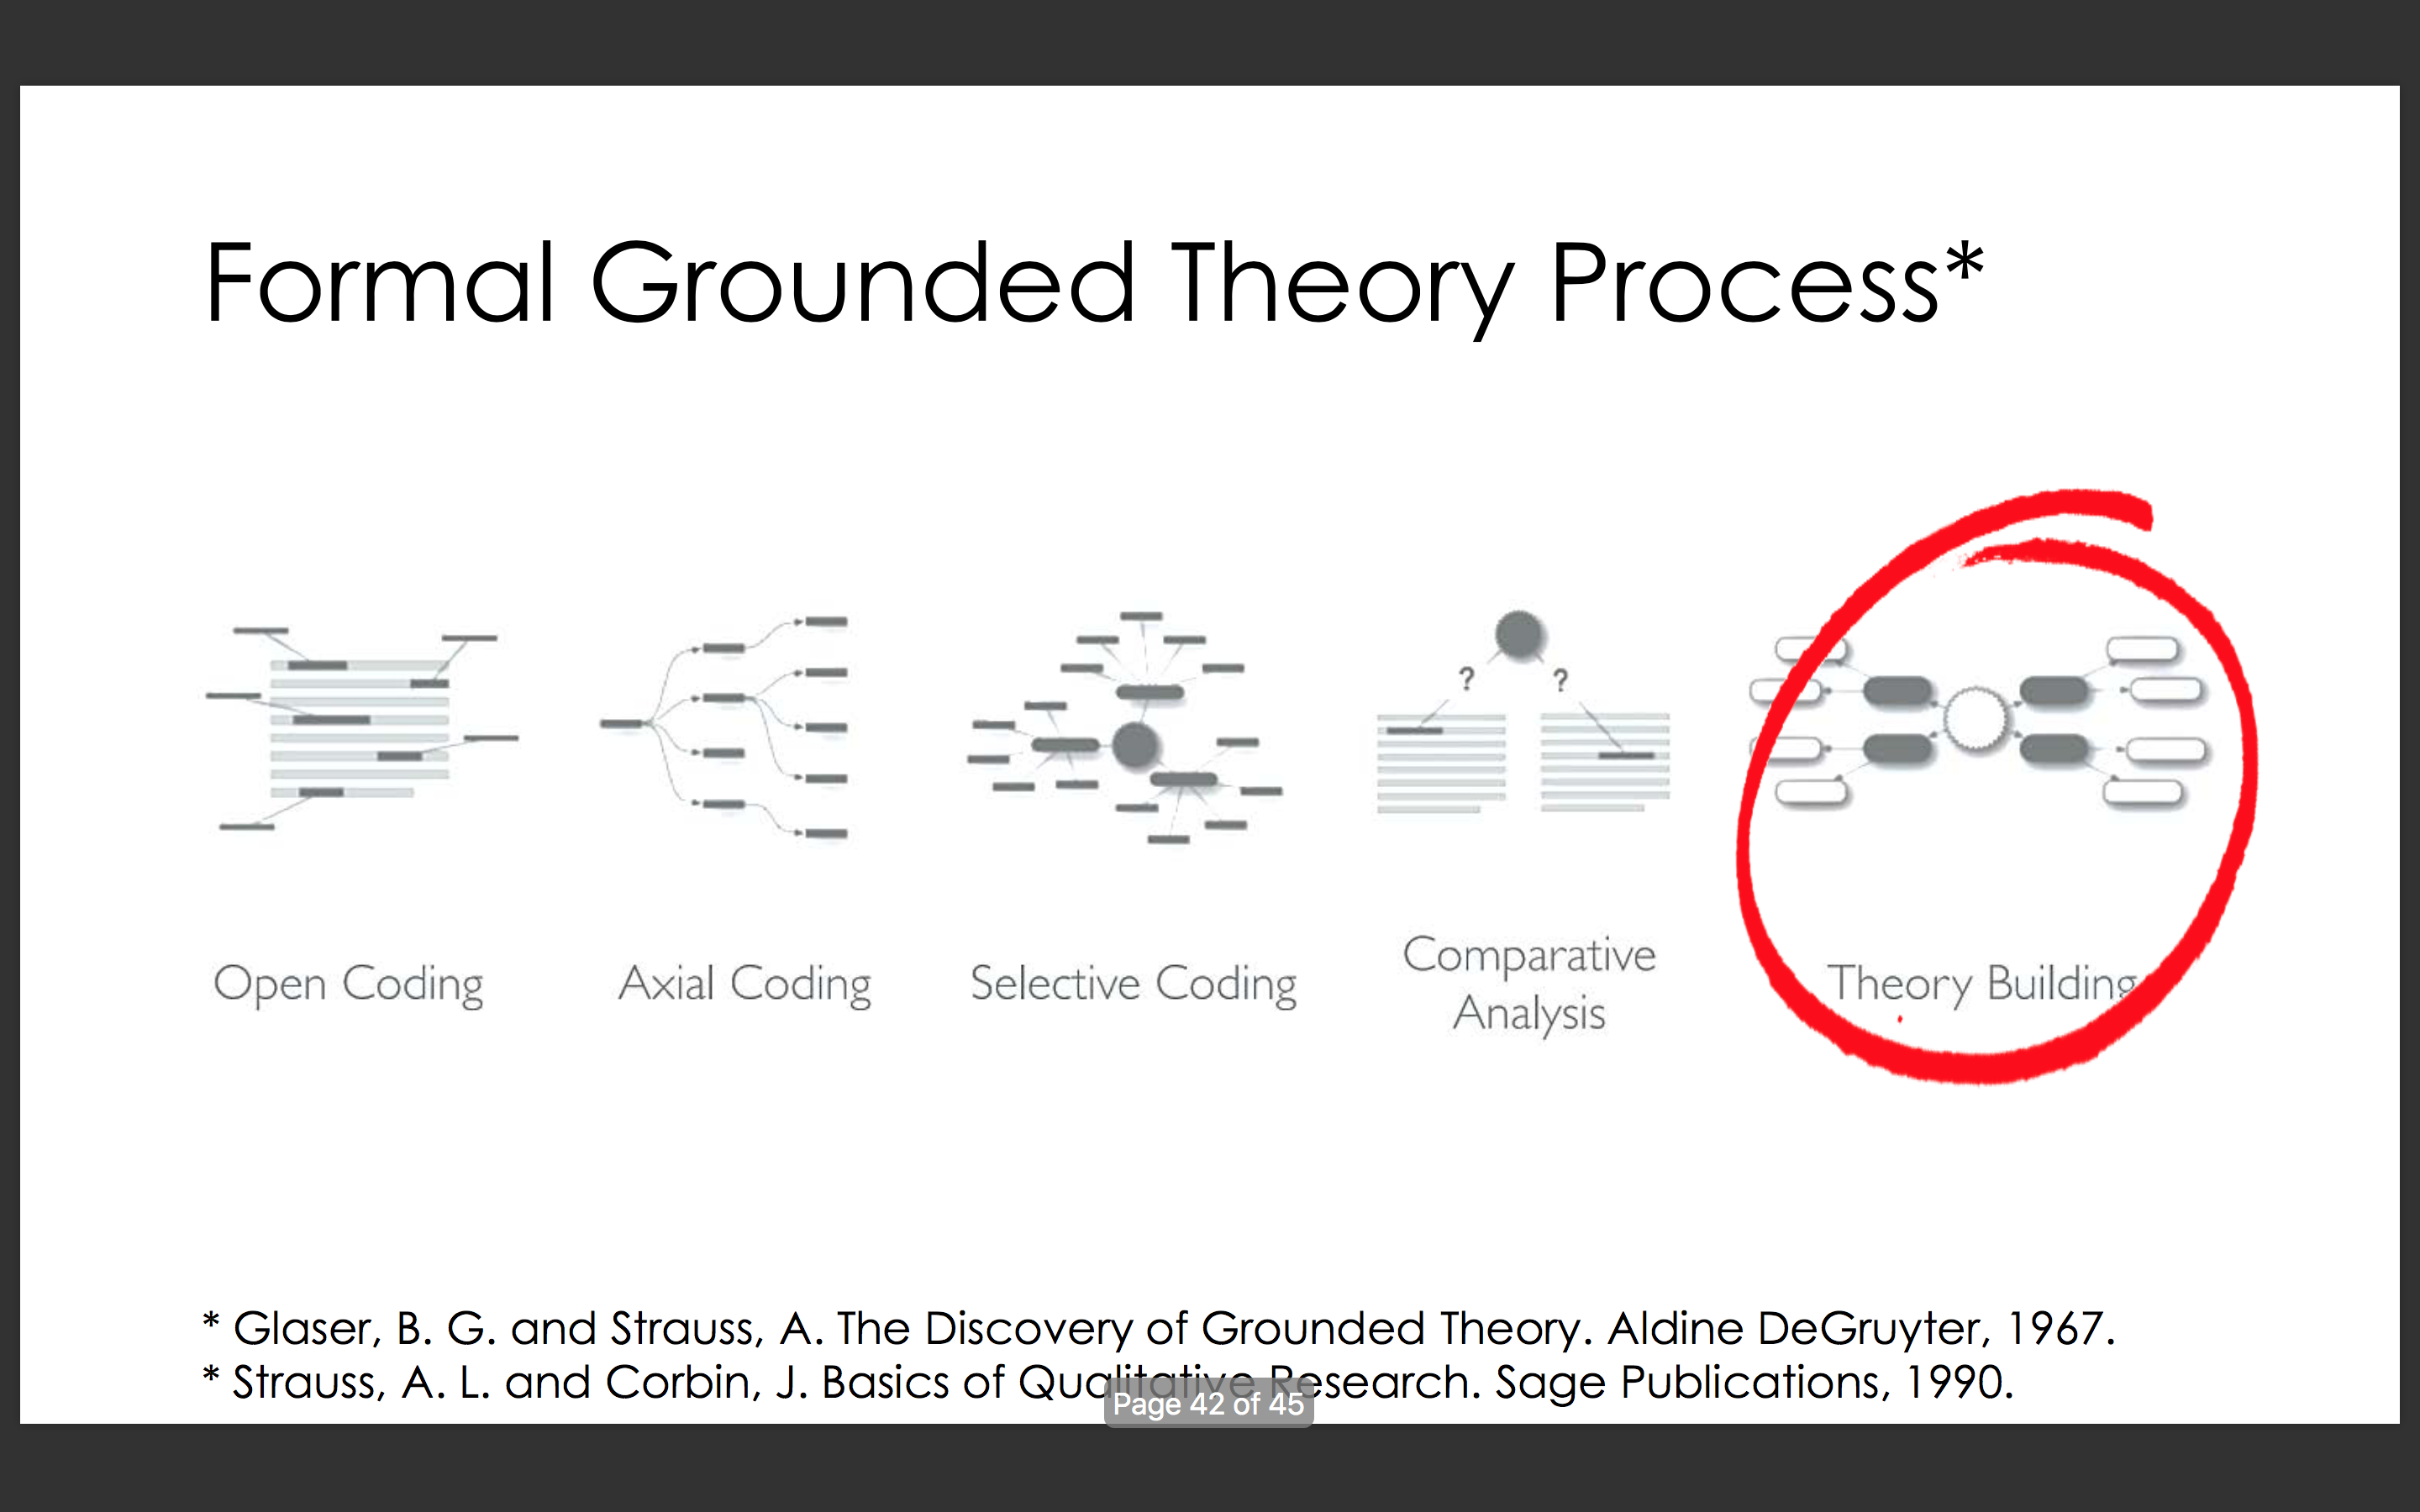 Formal Grounded Theory Process*
?
?
Open Coding
Axial Coding
Selective Coding
Comparative
Analysis
Theory Building
* Glaser, B. G. and Strauss, A. The Discovery of Grounded Theory. Aldine DeGruyter, 1967.
* Strauss, A. L. and Corbin, J. Basics of Qualitative Research. Sage Publications, 1990.
Page 42 of 45